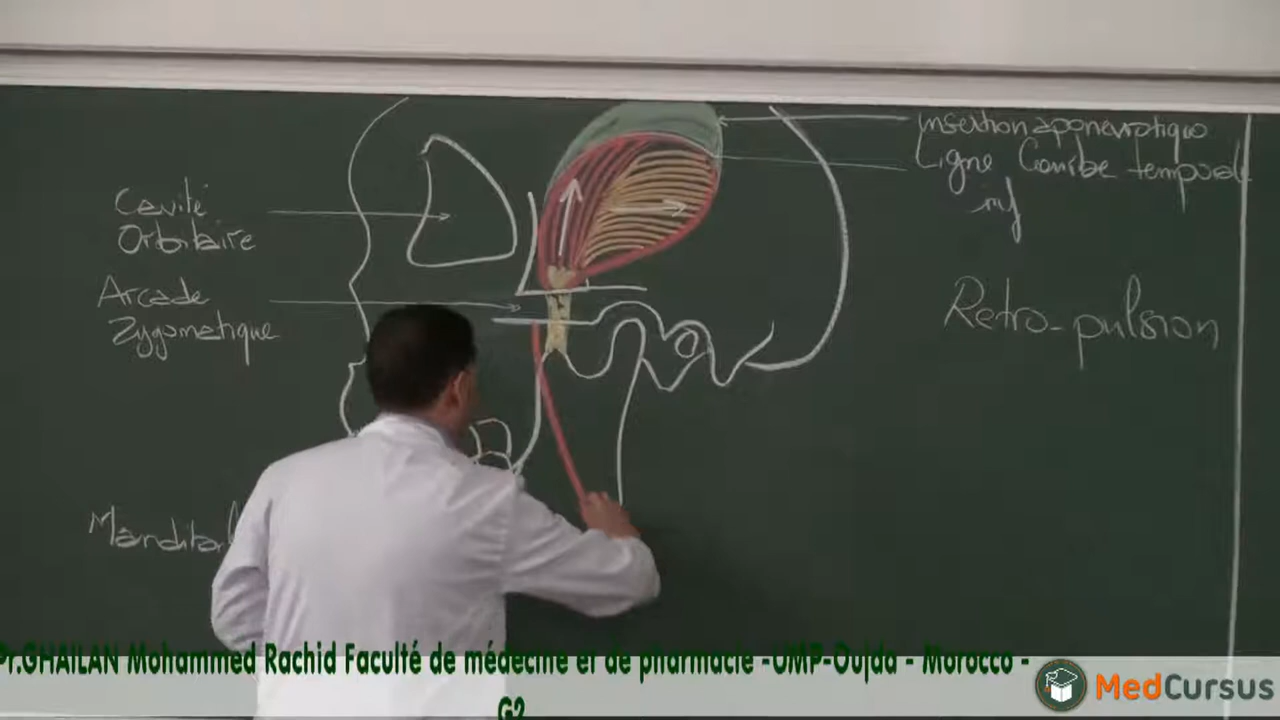 Insertion aponevrotique
Ligne Courbe temporale
inf
Cavité
Orbitaire
Arcade
Zygomatique
Retro-pulsion
Pr.GHAILAN Mohammed Rachid Faculté de médecine et de pharmacie -UMP-Oujda - Morocco -
G2
MedCursus